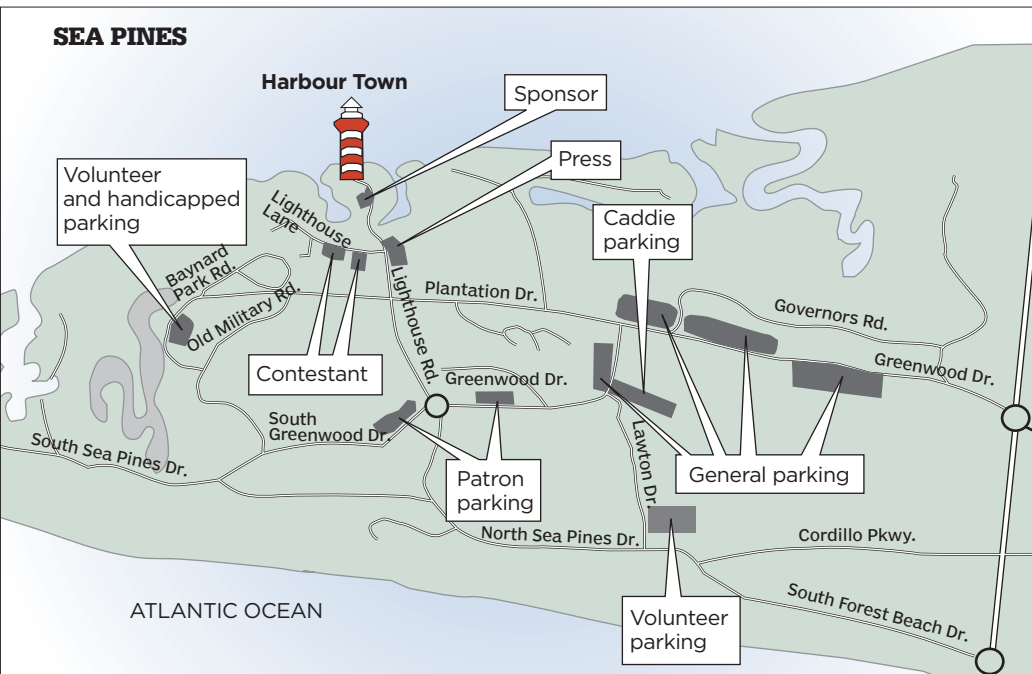 SEA PINES
Harbour Town
Sponsor
Press
Volunteer
and handicapped
parking
Caddie
parking
Lighthouse
Lane
Baynard
Park Rd.
Old Military Rd.
Lighthouse Rd.
Plantation Dr.
Governors Rd.
Greenwood Dr.
Contestant
Greenwood Dr.
South
Greenwood Dr.
South Sea Pines Dr.
Patron
parking
Lawton Dr.
General parking
North Sea Pines Dr.
Cordillo Pkwy.
South Forest Beach Dr.
ATLANTIC OCEAN
Volunteer
parking